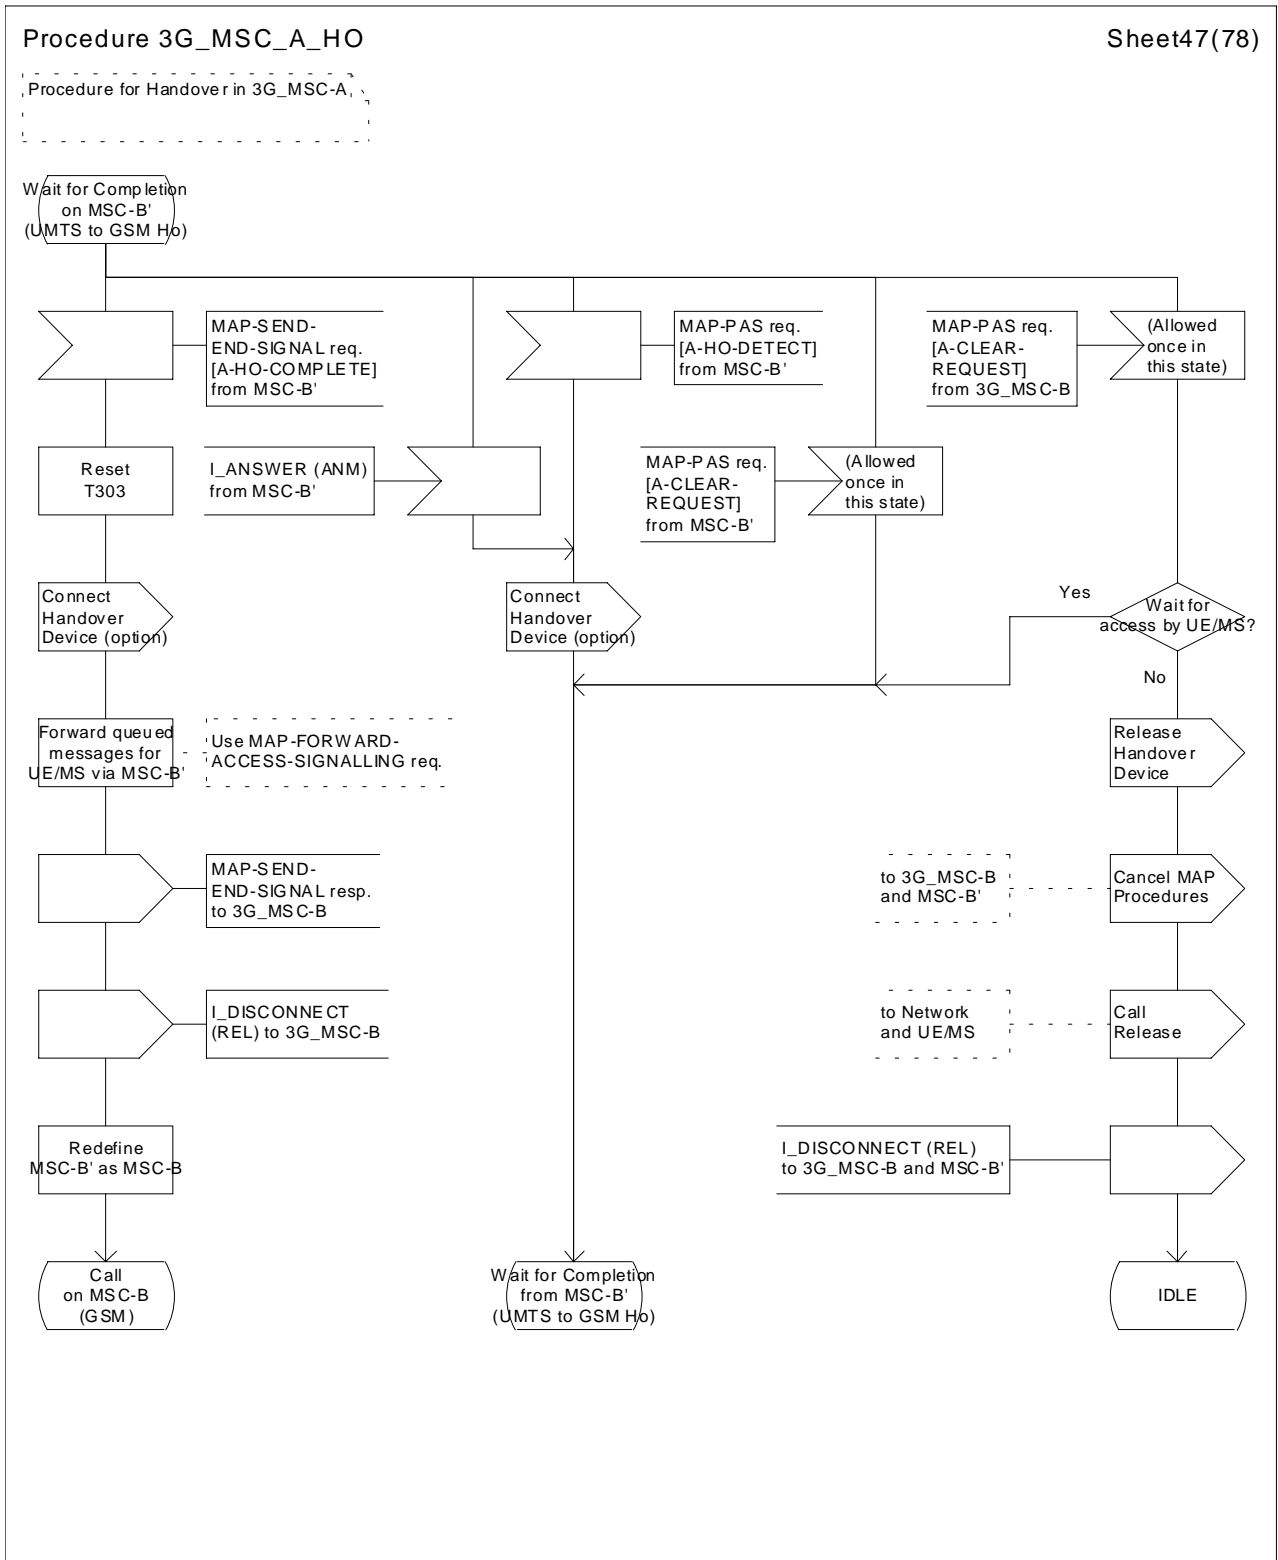 Procedure 3G_MSC_A_HO
Sheet47(78)
Procedure for Handover in 3G_MSC-A
Wait for Completion
on MSC-B'
(UMTS to GSM Ho)
MAP-SEND-
END-SIGNAL req.
[A-HO-COMPLETE]
from MSC-B'
MAP-PAS req.
[A-HO-DETECT]
from MSC-B'
MAP-PAS req.
[A-CLEAR-
REQUEST]
from 3G_MSC-B
(Allowed
once in
this state)
Reset
T303
I_ANSWER (ANM)
from MSC-B'
MAP-PAS req.
[A-CLEAR-
REQUEST]
from MSC-B'
(Allowed
once in
this state)
Connect
Handover
Device (option)
Connect
Handover
Device (option)
Yes
Wait for
access by UE/MS?
No
Forward queued
messages for
UE/MS via MSC-B'
Use MAP-FORWARD-
ACCESS-SIGNALLING req.
Release
Handover
Device
MAP-SEND-
END-SIGNAL resp.
to 3G_MSC-B
to 3G_MSC-B
and MSC-B'
Cancel MAP
Procedures
I_DISCONNECT
(REL) to 3G_MSC-B
to Network
and UE/MS
Call
Release
Redefine
MSC-B' as MSC-B
I_DISCONNECT (REL)
to 3G_MSC-B and MSC-B'
Call
on MSC-B
(GSM)
Wait for Completion
from MSC-B'
(UMTS to GSM Ho)
IDLE